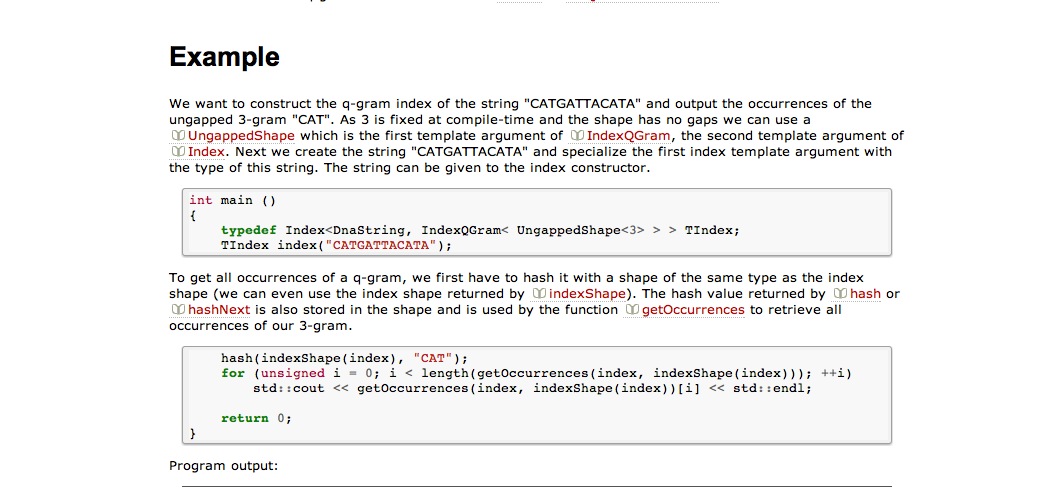 Example
We want to construct the q-gram index of the string "CATGATTACATA" and output the occurrences of the
ungapped 3-gram "CAT". As 3 is fixed at compile-time and the shape has no gaps we can use a
UngappedShape which is the first template argument of IndexQGram, the second template argument of
Index. Next we create the string "CATGATTACATA" and specialize the first index template argument with
the type of this string. The string can be given to the index constructor.
int main ()
{
    typedef Index<DnaString, IndexQGram< UngappedShape<3> > > TIndex;
    TIndex index("CATGATTACATA");
To get all occurrences of a q-gram, we first have to hash it with a shape of the same type as the index
shape (we can even use the index shape returned by indexShape). The hash value returned by hash or
hashNext is also stored in the shape and is used by the function getOccurrences to retrieve all
occurrences of our 3-gram.
    hash(indexShape(index), "CAT");
    for (unsigned i = 0; i < length(getOccurrences(index, indexShape(index))); ++i)
        std::cout << getOccurrences(index, indexShape(index))[i] << std::endl;
    return 0;
}
Program output: